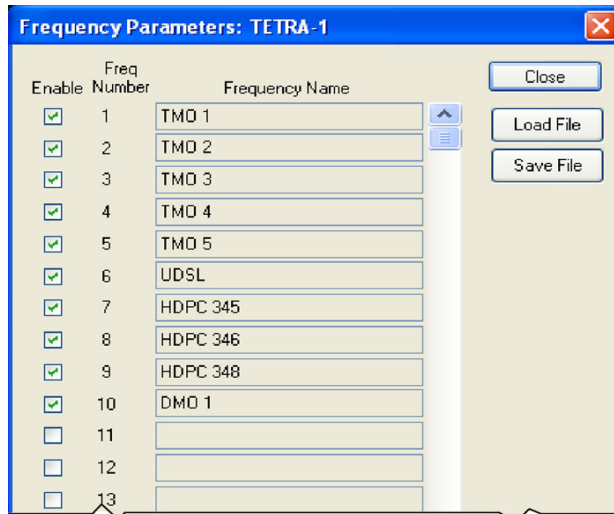 Frequency Parameters: TETRA-1
Freq
Enable Number Frequency Name
Close
1 TMO 1
Load File
2 TMO 2
Save File
3 TMO 3
4 TMO 4
5 TMO 5
6 UDSL
7 HDPC 345
8 HDPC 346
9 HDPC 348
10 DMO 1
11
12
13